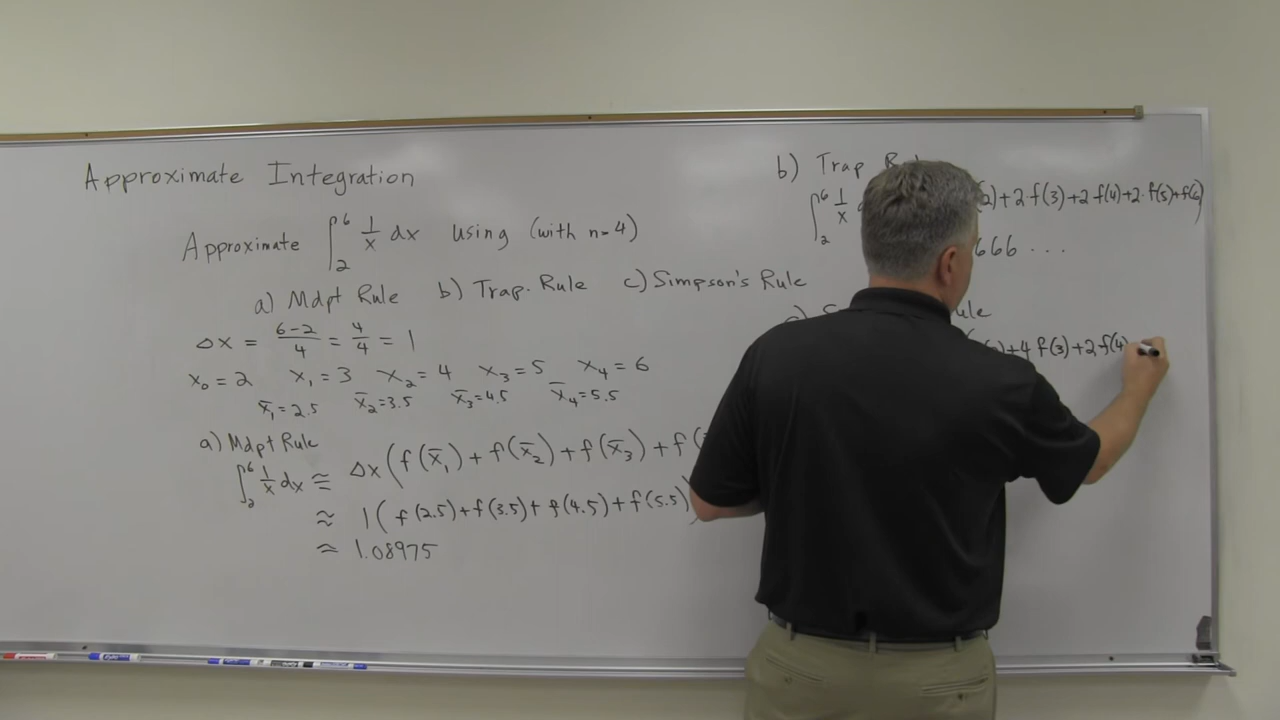 Approximate Integration
Approximate ∫₂⁶ 1/x dx using (with n=4)
a) Mdpt Rule b) Trap. Rule c) Simpson's Rule
Δx = (6-2)/4 = 4/4 = 1
x₀ = 2 x₁ = 3 x₂ = 4 x₃ = 5 x₄ = 6
x̄₁ = 2.5 x̄₂ = 3.5 x̄₃ = 4.5 x̄₄ = 5.5
a) Mdpt Rule
∫₂⁶ 1/x dx ≈ Δx (f(x̄₁) + f(x̄₂) + f(x̄₃) + f(
≈ 1 ( f(2.5) + f(3.5) + f(4.5) + f(5.5)
≈ 1.08975
b) Trap
∫₂⁶ 1/x 2) + 2 f(3) + 2 f(4) + 2 · f(5) + f(6)
666 ...
) + 4 f(3) + 2 f(4)